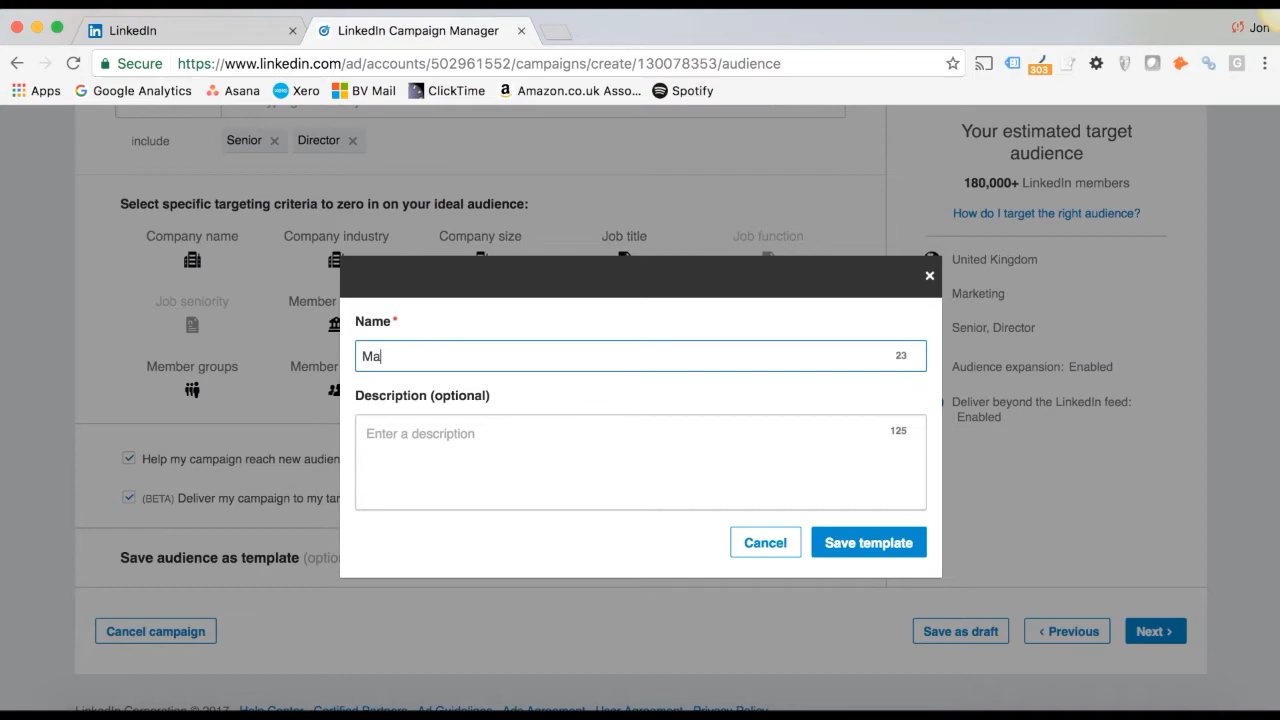 LinkedIn
LinkedIn Campaign Manager
Jon
Secure https://www.linkedin.com/ad/accounts/502961552/campaigns/create/130078353/audience
303
Apps Google Analytics Asana Xero BV Mail ClickTime Amazon.co.uk Asso... Spotify
include Senior Director
Select specific targeting criteria to zero in on your ideal audience:
Company name Company industry Company size Job title Job function
Job seniority Member
Member groups Member
Help my campaign reach new audien
(BETA) Deliver my campaign to my tar
Save audience as template (optio
Your estimated target
audience
180,000+ LinkedIn members
How do I target the right audience?
United Kingdom
Marketing
Senior, Director
Audience expansion: Enabled
Deliver beyond the LinkedIn feed:
Enabled
Name*
Ma 23
Description (optional)
Enter a description 125
Cancel Save template
Cancel campaign Save as draft ‹ Previous Next ›
LinkedIn Corporation © 2017 Help Center Certified Partners Ad Guidelines Ads Agreement User Agreement Privacy Policy